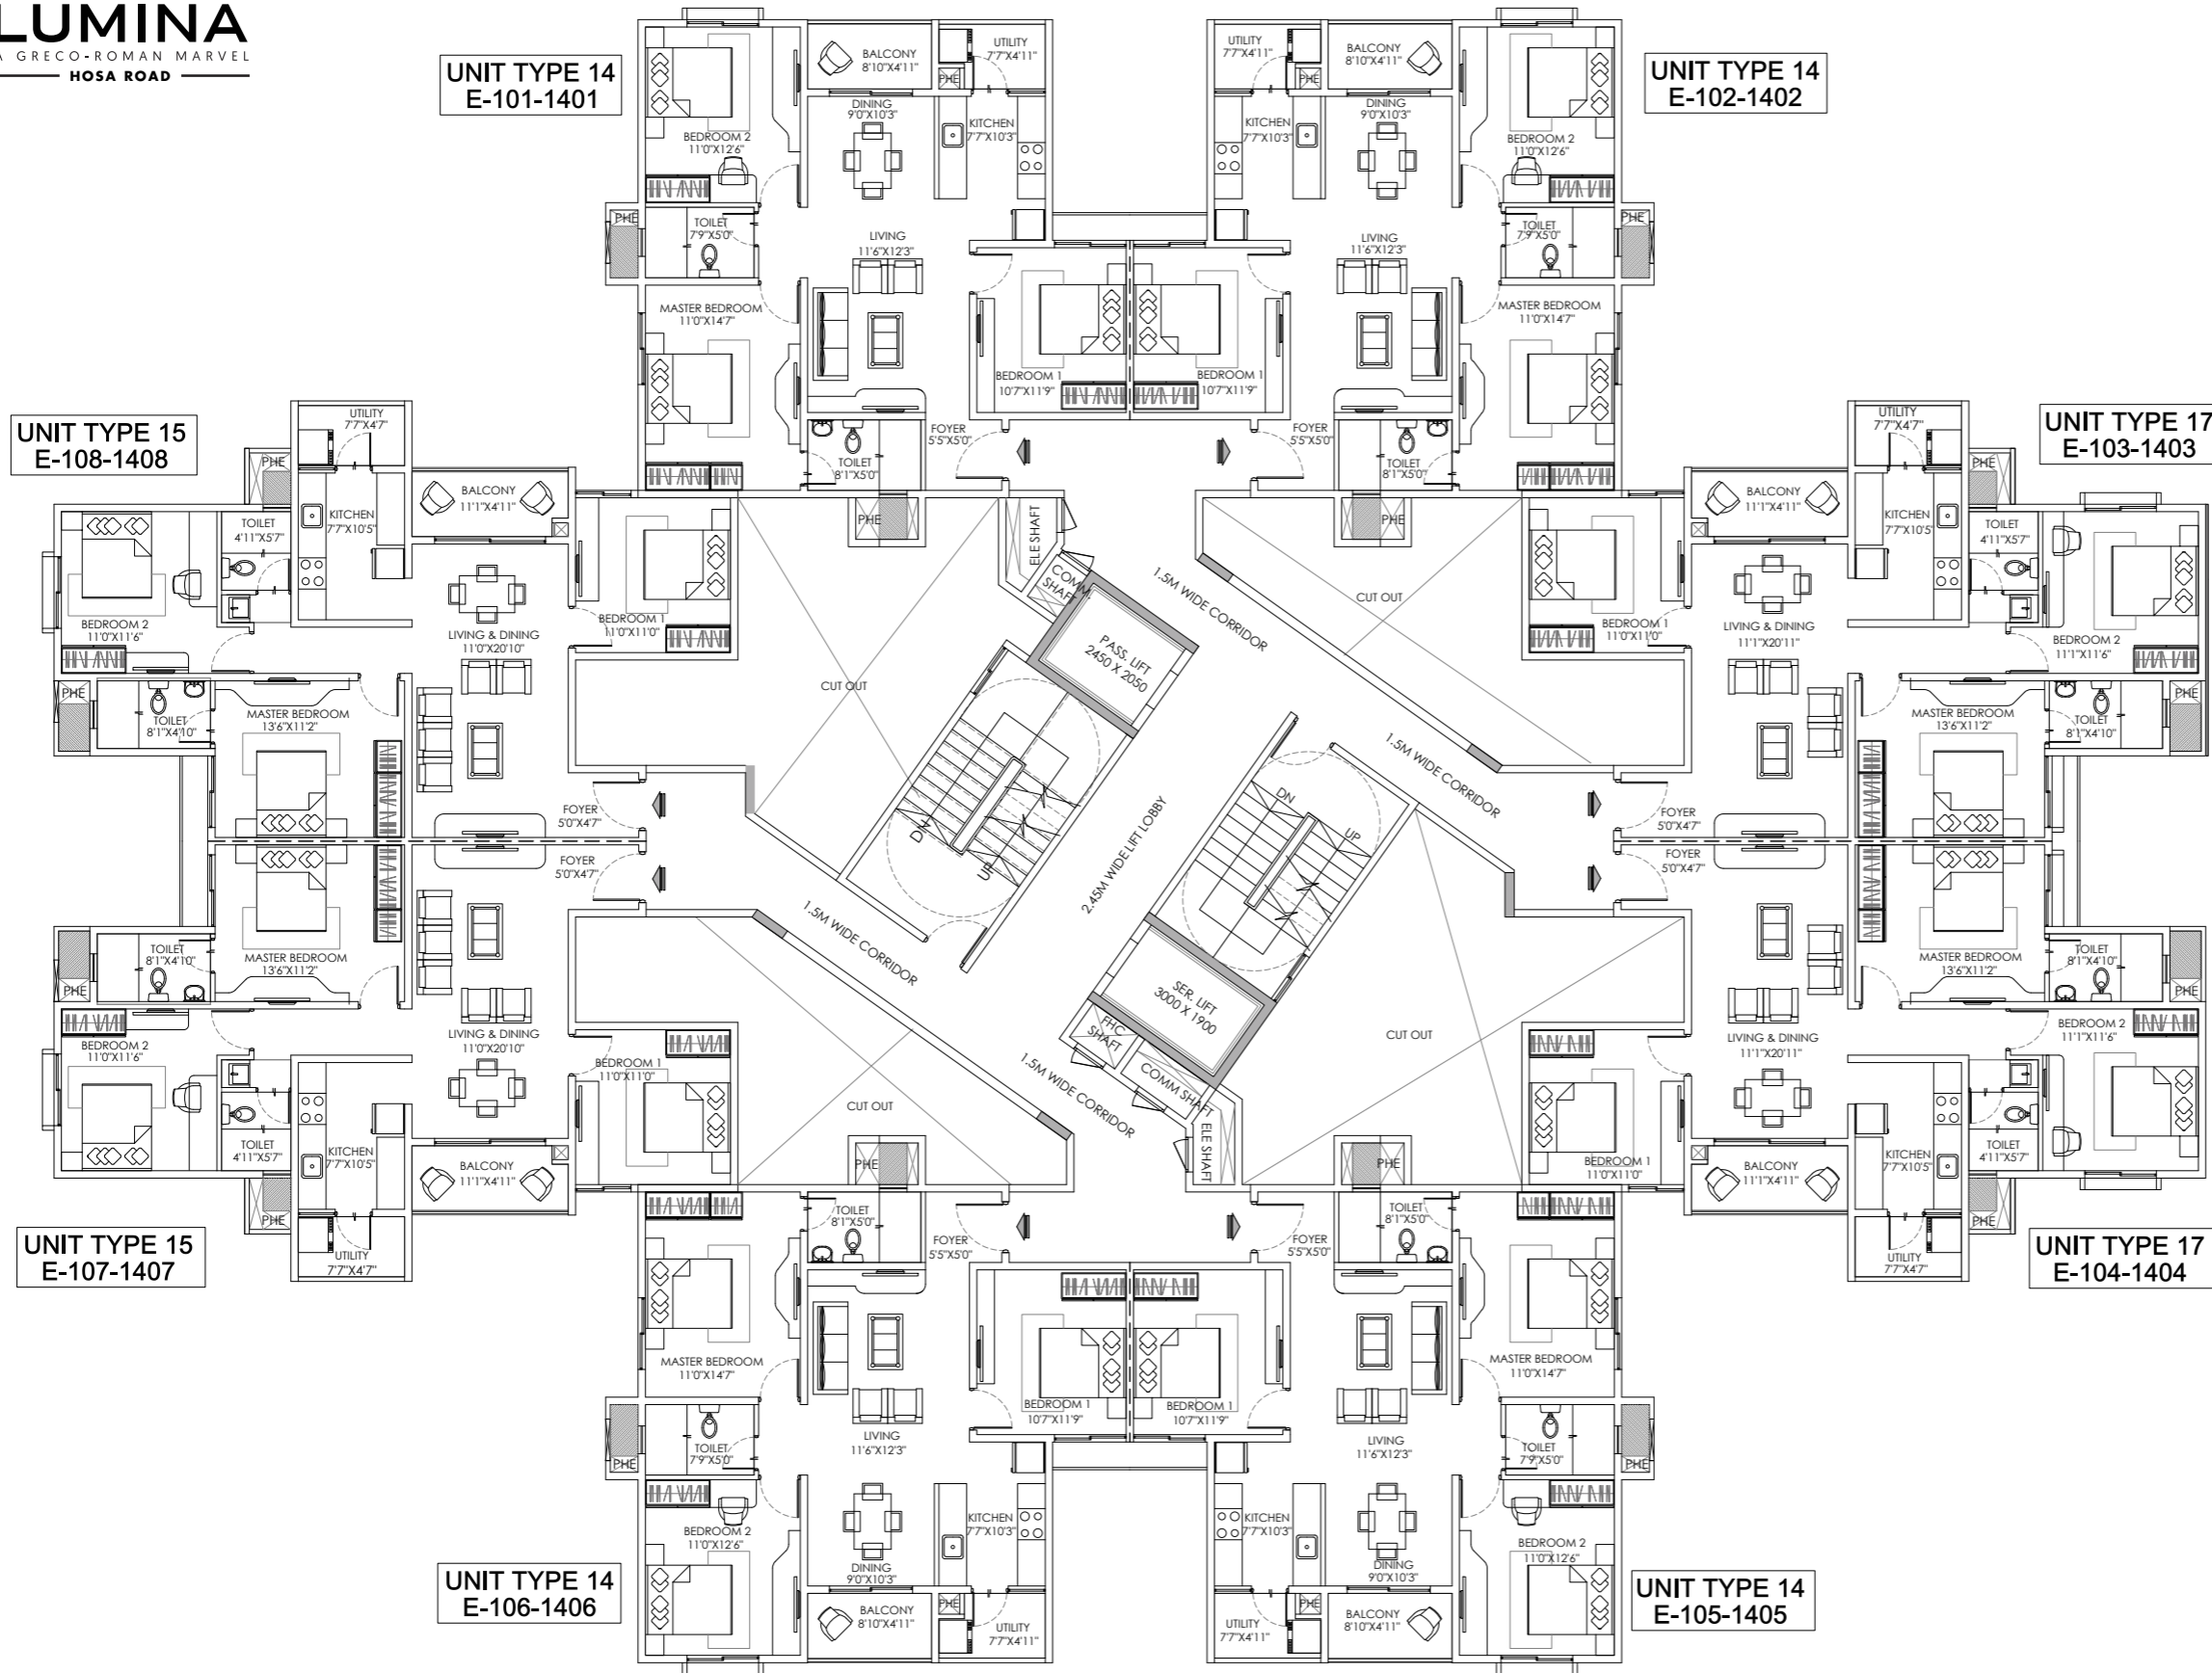 LUMINA
A GRECO-ROMAN MARVEL
HOSA ROAD
UNIT TYPE 14
E-101-1401
BEDROOM 2
11'0"X12'6"
BALCONY
8'10"X4'11"
UTILITY
7'7"X4'11"
PHE
DINING
9'0"X10'3"
KITCHEN
7'7"X10'3"
PHE
TOILET
7'9"X5'0"
LIVING
11'6"X12'3"
MASTER BEDROOM
11'0"X14'7"
BEDROOM 1
10'7"X11'9"
FOYER
5'5"X5'0"
TOILET
8'1"X5'0"
PHE
UNIT TYPE 14
E-102-1402
UTILITY
7'7"X4'11"
BALCONY
8'10"X4'11"
PHE
DINING
9'0"X10'3"
KITCHEN
7'7"X10'3"
BEDROOM 2
11'0"X12'6"
PHE
TOILET
7'9"X5'0"
LIVING
11'6"X12'3"
MASTER BEDROOM
11'0"X14'7"
BEDROOM 1
10'7"X11'9"
FOYER
5'5"X5'0"
TOILET
8'1"X5'0"
PHE
UNIT TYPE 15
E-108-1408
UTILITY
7'7"X4'7"
PHE
BALCONY
11'1"X4'11"
KITCHEN
7'7"X10'5"
TOILET
4'11"X5'7"
BEDROOM 2
11'0"X11'6"
LIVING & DINING
11'0"X20'10"
BEDROOM 1
11'0"X11'0"
PHE
TOILET
8'1"X4'10"
MASTER BEDROOM
13'6"X11'2"
FOYER
5'0"X4'7"
UNIT TYPE 17
E-103-1403
UTILITY
7'7"X4'7"
PHE
BALCONY
11'1"X4'11"
KITCHEN
7'7"X10'5"
TOILET
4'11"X5'7"
BEDROOM 1
11'0"X11'0"
LIVING & DINING
11'1"X20'11"
BEDROOM 2
11'1"X11'6"
PHE
MASTER BEDROOM
13'6"X11'2"
TOILET
8'1"X4'10"
FOYER
5'0"X4'7"
ELE SHAFT
COMM.
SHAFT
PASS. LIFT
2450 X 2050
1.5M WIDE CORRIDOR
CUT OUT
CUT OUT
1.5M WIDE CORRIDOR
DN
UP
2.45M WIDE LIFT LOBBY
DN
UP
1.5M WIDE CORRIDOR
SER. LIFT
3000 X 1900
FHC
SHAFT
COMM SHAFT
ELE SHAFT
1.5M WIDE CORRIDOR
CUT OUT
CUT OUT
FOYER
5'0"X4'7"
TOILET
8'1"X4'10"
PHE
MASTER BEDROOM
13'6"X11'2"
BEDROOM 2
11'0"X11'6"
LIVING & DINING
11'0"X20'10"
BEDROOM 1
11'0"X11'0"
TOILET
4'11"X5'7"
KITCHEN
7'7"X10'5"
BALCONY
11'1"X4'11"
PHE
UTILITY
7'7"X4'7"
UNIT TYPE 15
E-107-1407
FOYER
5'0"X4'7"
TOILET
8'1"X4'10"
MASTER BEDROOM
13'6"X11'2"
PHE
BEDROOM 2
11'1"X11'6"
LIVING & DINING
11'1"X20'11"
BEDROOM 1
11'0"X11'0"
TOILET
4'11"X5'7"
KITCHEN
7'7"X10'5"
BALCONY
11'1"X4'11"
PHE
UTILITY
7'7"X4'7"
UNIT TYPE 17
E-104-1404
PHE
TOILET
8'1"X5'0"
FOYER
5'5"X5'0"
MASTER BEDROOM
11'0"X14'7"
BEDROOM 1
10'7"X11'9"
LIVING
11'6"X12'3"
TOILET
7'9"X5'0"
PHE
KITCHEN
7'7"X10'3"
BEDROOM 2
11'0"X12'6"
DINING
9'0"X10'3"
PHE
BALCONY
8'10"X4'11"
UTILITY
7'7"X4'11"
UNIT TYPE 14
E-106-1406
PHE
TOILET
8'1"X5'0"
FOYER
5'5"X5'0"
MASTER BEDROOM
11'0"X14'7"
BEDROOM 1
10'7"X11'9"
LIVING
11'6"X12'3"
TOILET
7'9"X5'0"
PHE
KITCHEN
7'7"X10'3"
BEDROOM 2
11'0"X12'6"
DINING
9'0"X10'3"
PHE
BALCONY
8'10"X4'11"
UTILITY
7'7"X4'11"
UNIT TYPE 14
E-105-1405